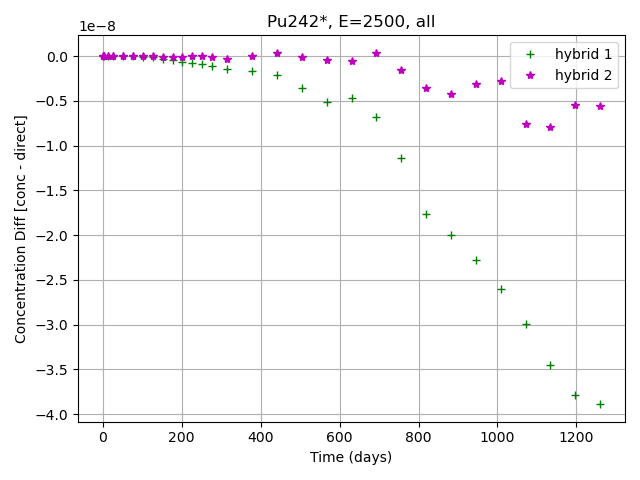 Pu242*, E=2500, all
1e−8
hybrid 1
hybrid 2
0.0
−0.5
−1.0
−1.5
−2.0
−2.5
−3.0
−3.5
−4.0
Concentration Diff [conc - direct]
0 200 400 600 800 1000 1200
Time (days)